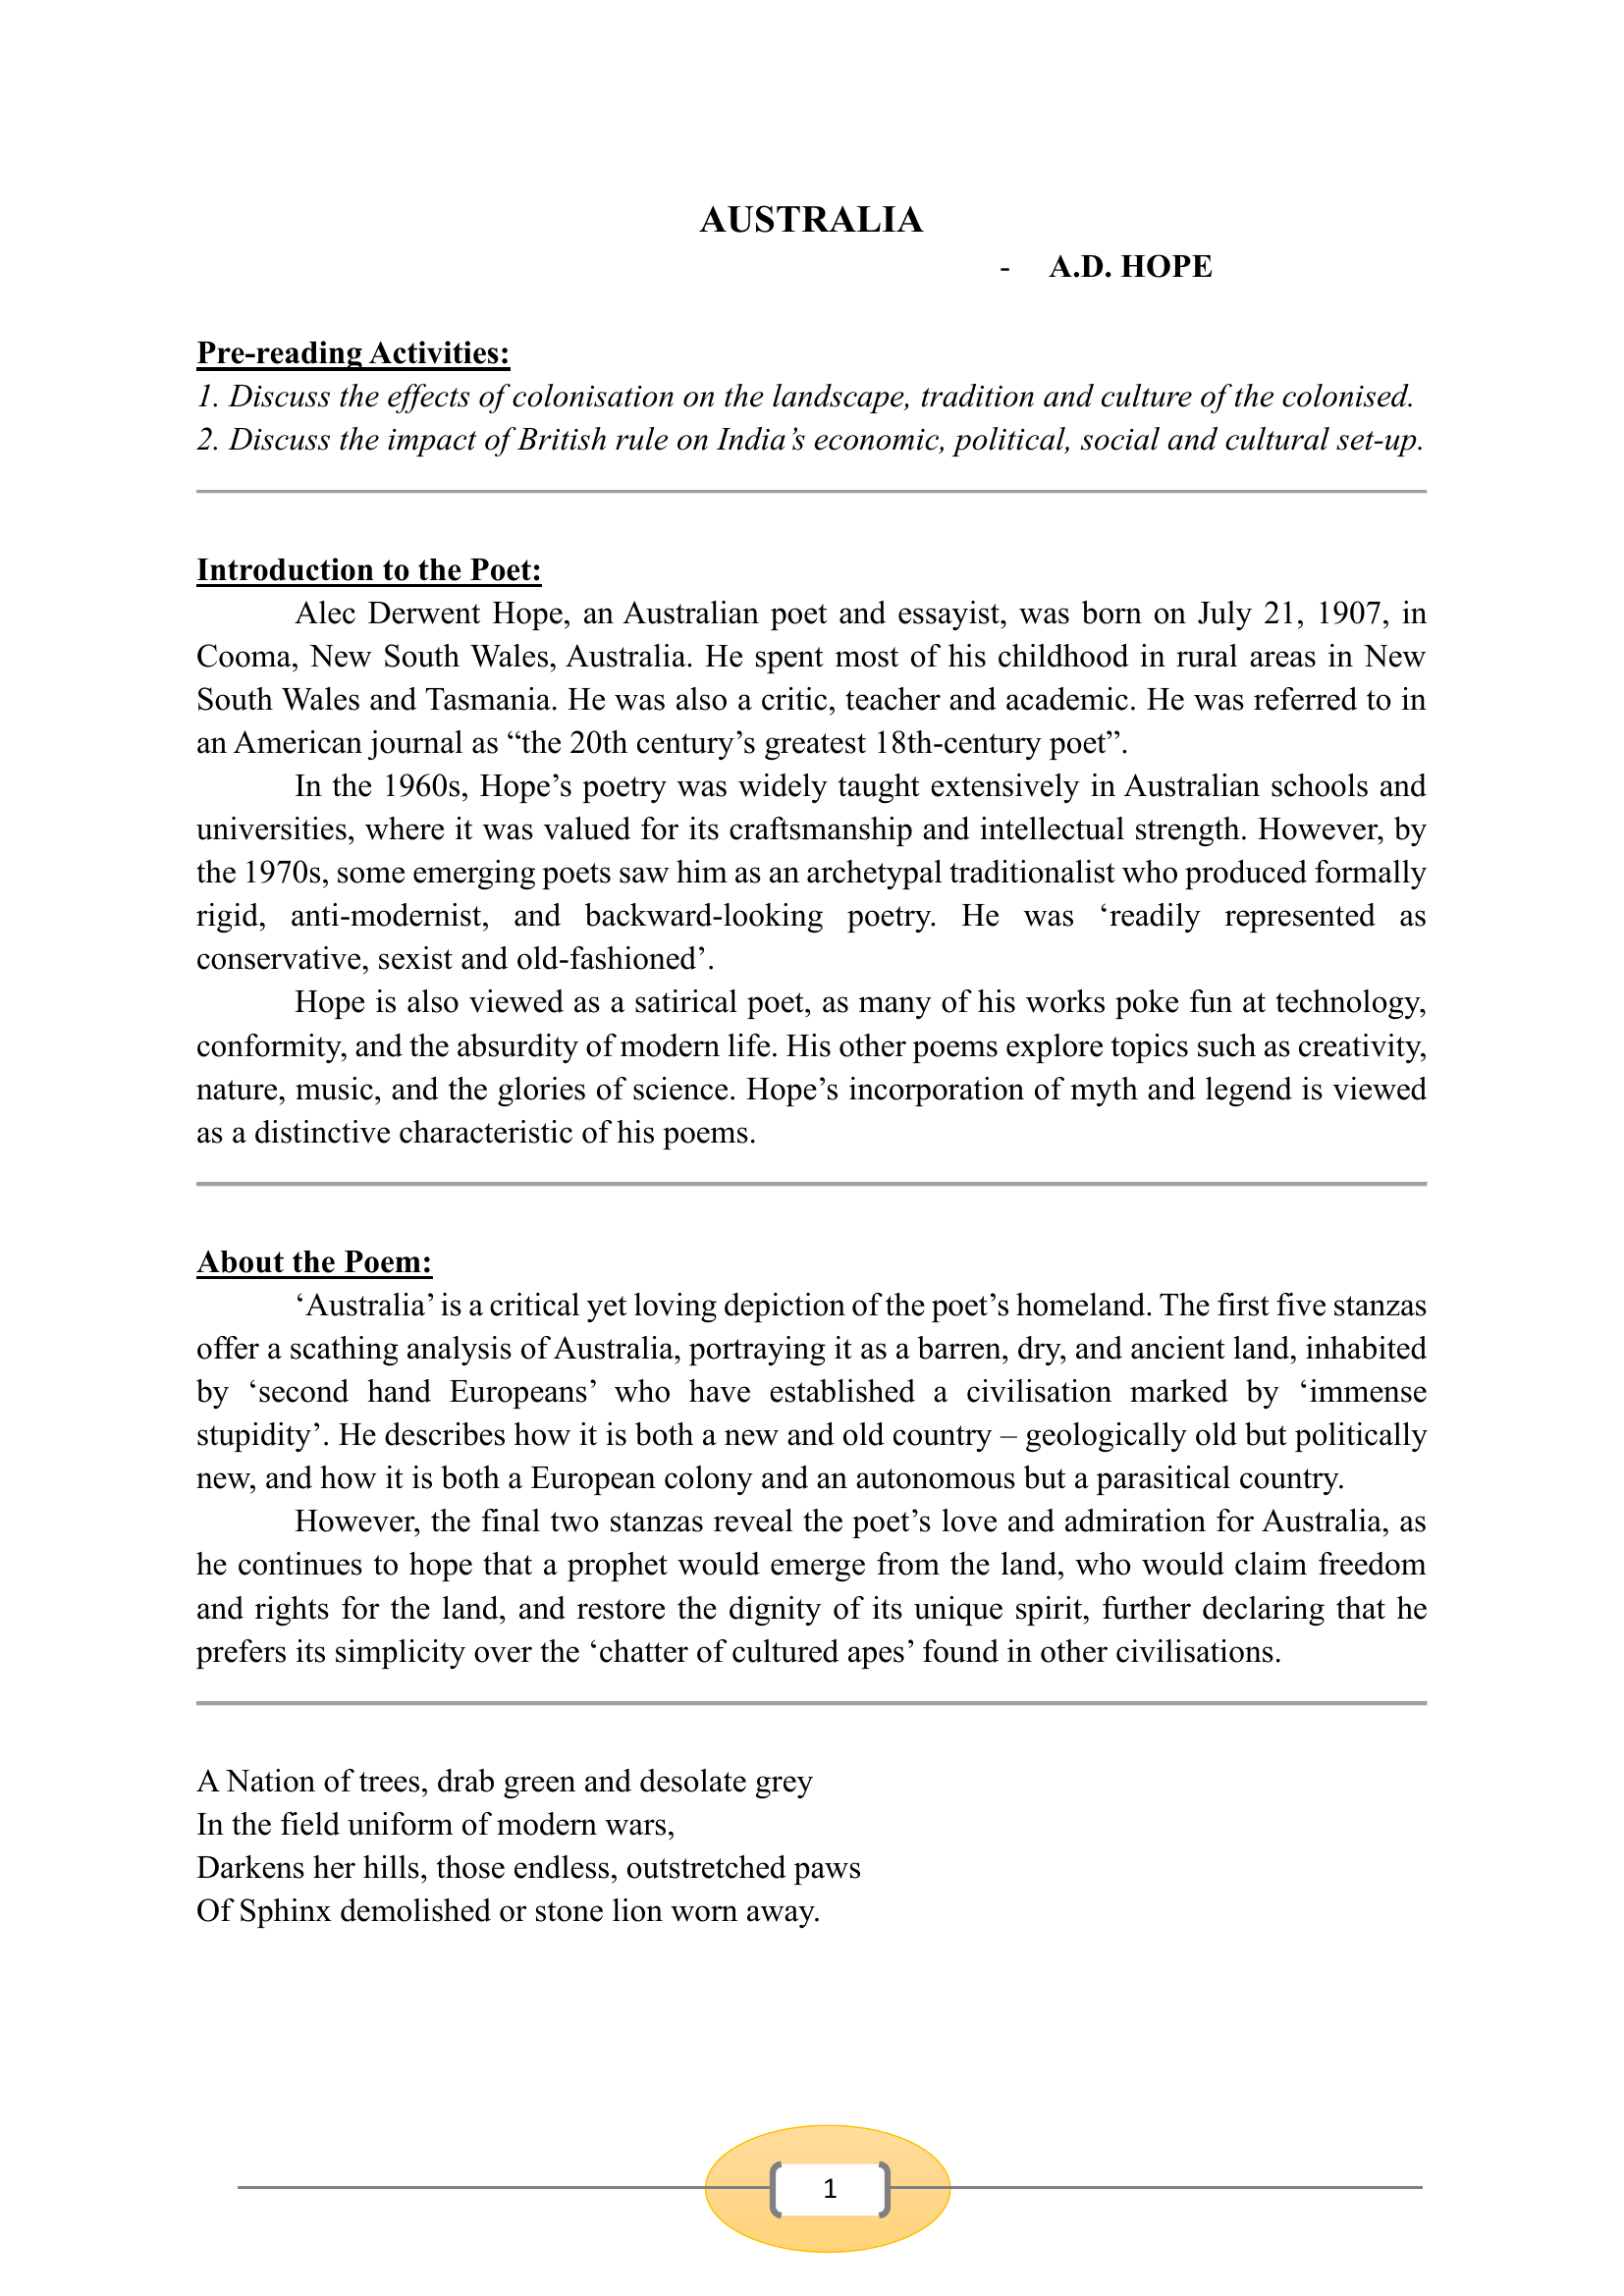 AUSTRALIA
- A.D. HOPE
Pre-reading Activities:
1. Discuss the effects of colonisation on the landscape, tradition and culture of the colonised.
2. Discuss the impact of British rule on India’s economic, political, social and cultural set-up.
Introduction to the Poet:
Alec Derwent Hope, an Australian poet and essayist, was born on July 21, 1907, in
Cooma, New South Wales, Australia. He spent most of his childhood in rural areas in New
South Wales and Tasmania. He was also a critic, teacher and academic. He was referred to in
an American journal as “the 20th century’s greatest 18th-century poet”.
In the 1960s, Hope’s poetry was widely taught extensively in Australian schools and
universities, where it was valued for its craftsmanship and intellectual strength. However, by
the 1970s, some emerging poets saw him as an archetypal traditionalist who produced formally
rigid, anti-modernist, and backward-looking poetry. He was ‘readily represented as
conservative, sexist and old-fashioned’.
Hope is also viewed as a satirical poet, as many of his works poke fun at technology,
conformity, and the absurdity of modern life. His other poems explore topics such as creativity,
nature, music, and the glories of science. Hope’s incorporation of myth and legend is viewed
as a distinctive characteristic of his poems.
About the Poem:
‘Australia’ is a critical yet loving depiction of the poet’s homeland. The first five stanzas
offer a scathing analysis of Australia, portraying it as a barren, dry, and ancient land, inhabited
by ‘second hand Europeans’ who have established a civilisation marked by ‘immense
stupidity’. He describes how it is both a new and old country – geologically old but politically
new, and how it is both a European colony and an autonomous but a parasitical country.
However, the final two stanzas reveal the poet’s love and admiration for Australia, as
he continues to hope that a prophet would emerge from the land, who would claim freedom
and rights for the land, and restore the dignity of its unique spirit, further declaring that he
prefers its simplicity over the ‘chatter of cultured apes’ found in other civilisations.
A Nation of trees, drab green and desolate grey
In the field uniform of modern wars,
Darkens her hills, those endless, outstretched paws
Of Sphinx demolished or stone lion worn away.
1